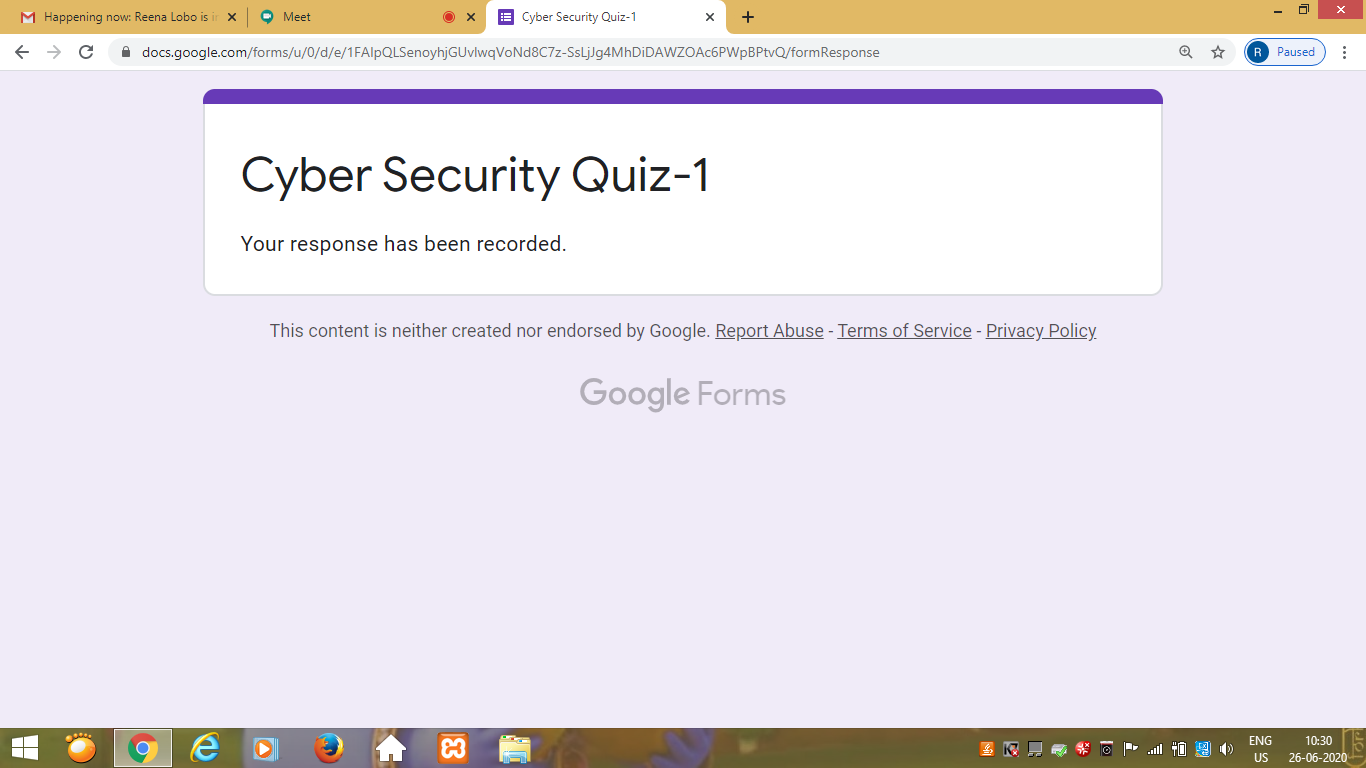 Happening now: Reena Lobo is in
Meet
Cyber Security Quiz-1
docs.google.com/forms/u/0/d/e/1FAIpQLSenoyhjGUvlwqVoNd8C7z-SsLjJg4MhDiDAWZOAc6PWpBPtvQ/formResponse
R
Paused
Cyber Security Quiz-1
Your response has been recorded.
This content is neither created nor endorsed by Google. Report Abuse - Terms of Service - Privacy Policy
Google Forms
ENG
US
10:30
26-06-2020